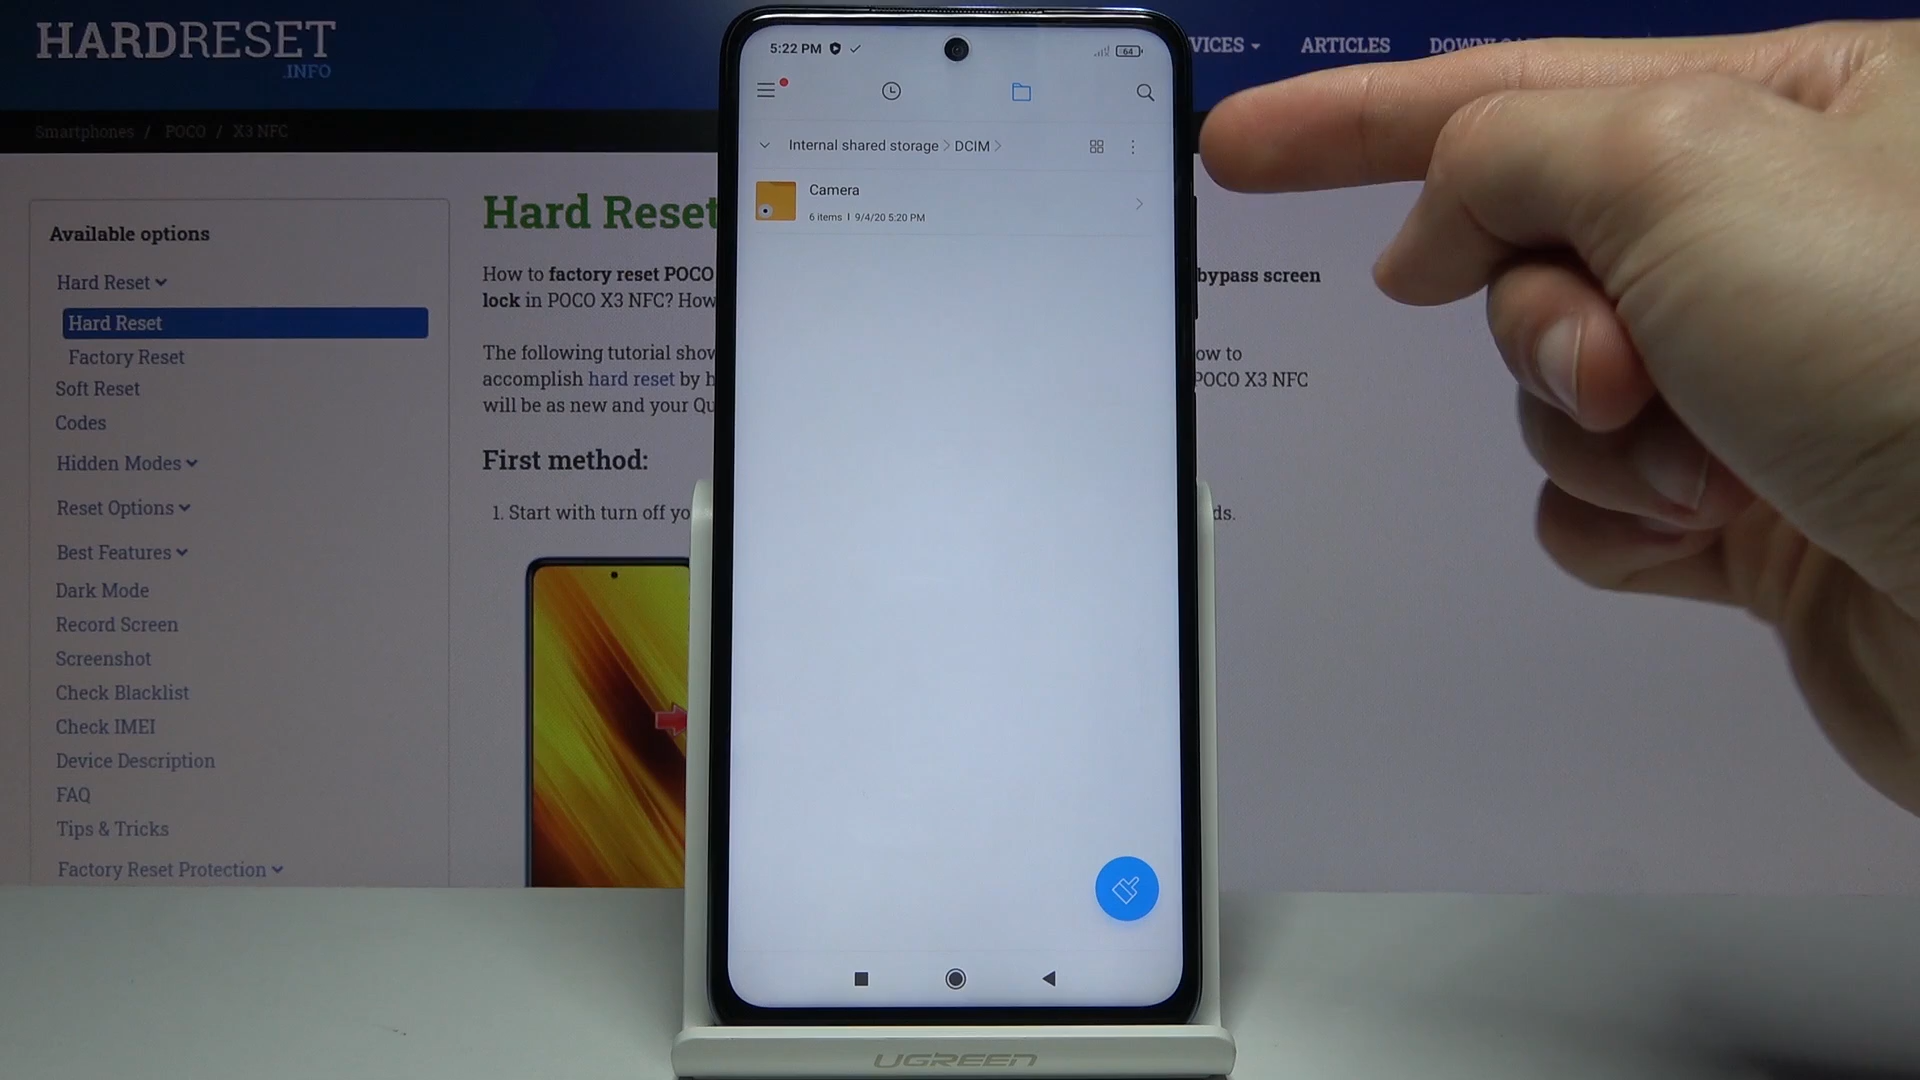 HARDRESET
.INFO
VICES
ARTICLES
Smartphones / POCO / X3 NFC
Available options
Hard Reset
Hard Reset
Factory Reset
Soft Reset
Codes
Hidden Modes
Reset Options
Best Features
Dark Mode
Record Screen
Screenshot
Check Blacklist
Check IMEI
Device Description
FAQ
Tips & Tricks
Factory Reset Protection
Hard Reset
How to factory reset POCO
bypass screen
lock in POCO X3 NFC? How
The following tutorial show
ow to
accomplish hard reset by h
POCO X3 NFC
will be as new and your Qu
First method:
1. Start with turn off yo
ds.
5:22 PM
64
Internal shared storage > DCIM >
Camera
6 items | 9/4/20 5:20 PM
UGREEN